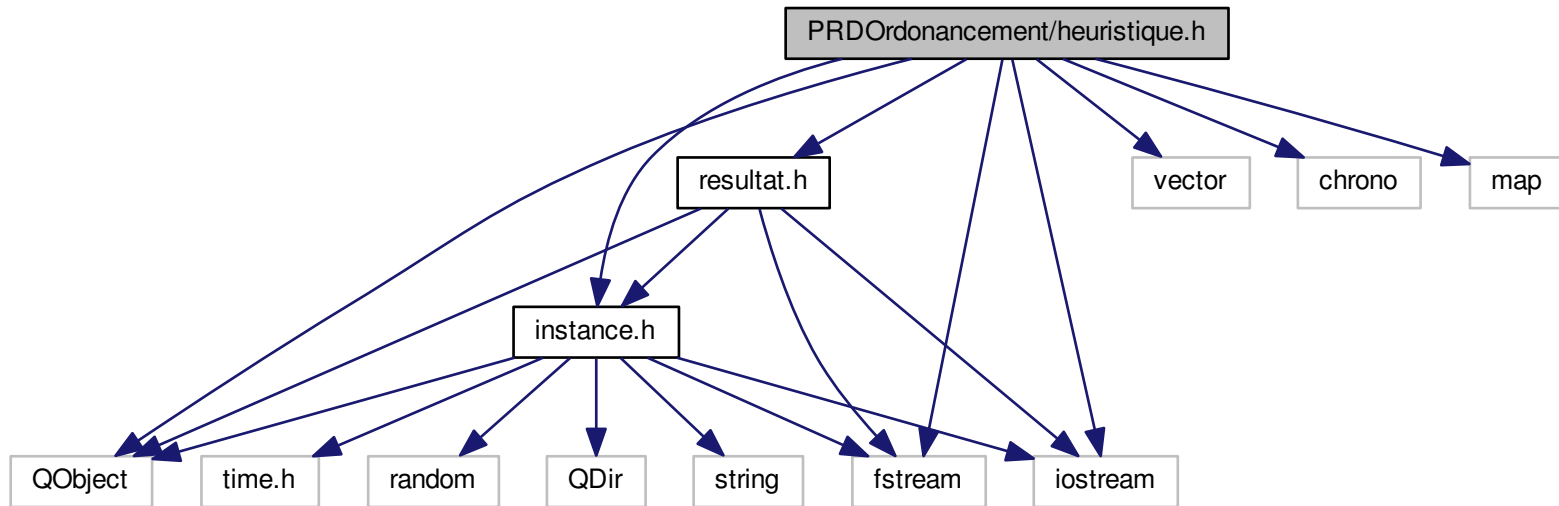 PRDOrdonancement/heuristique.h
resultat.h
vector
chrono
map
instance.h
QObject
time.h
random
QDir
string
fstream
iostream